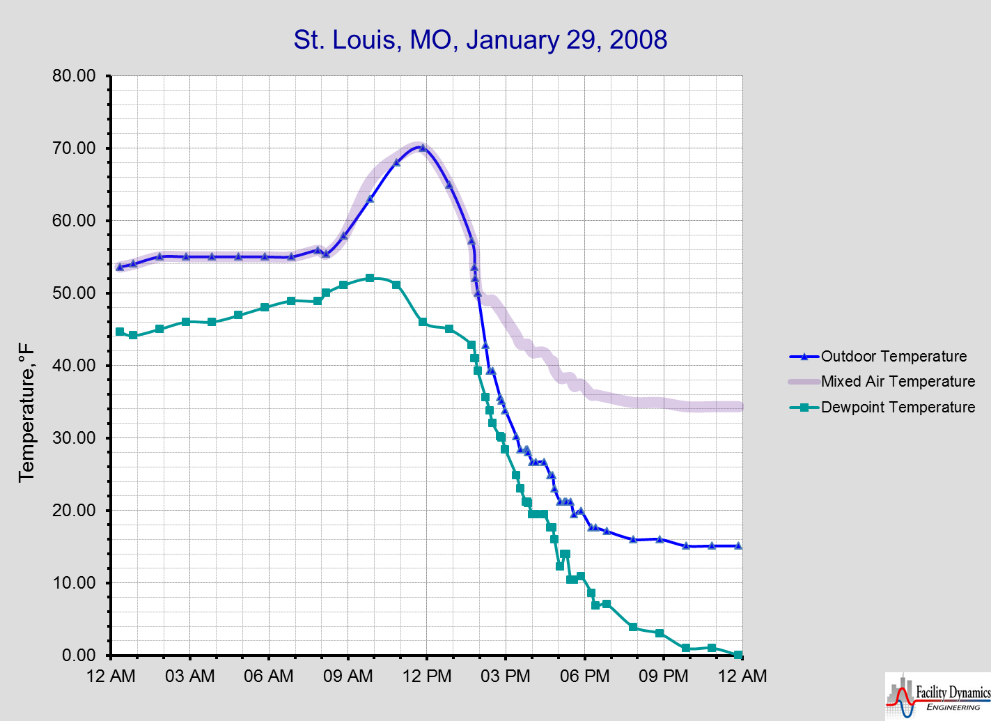 St. Louis, MO, January 29, 2008
80.00
70.00
60.00
50.00
40.00
30.00
20.00
10.00
0.00
Temperature,°F
12 AM 03 AM 06 AM 09 AM 12 PM 03 PM 06 PM 09 PM 12 AM
Outdoor Temperature
Mixed Air Temperature
Dewpoint Temperature
Facility Dynamics
ENGINEERING